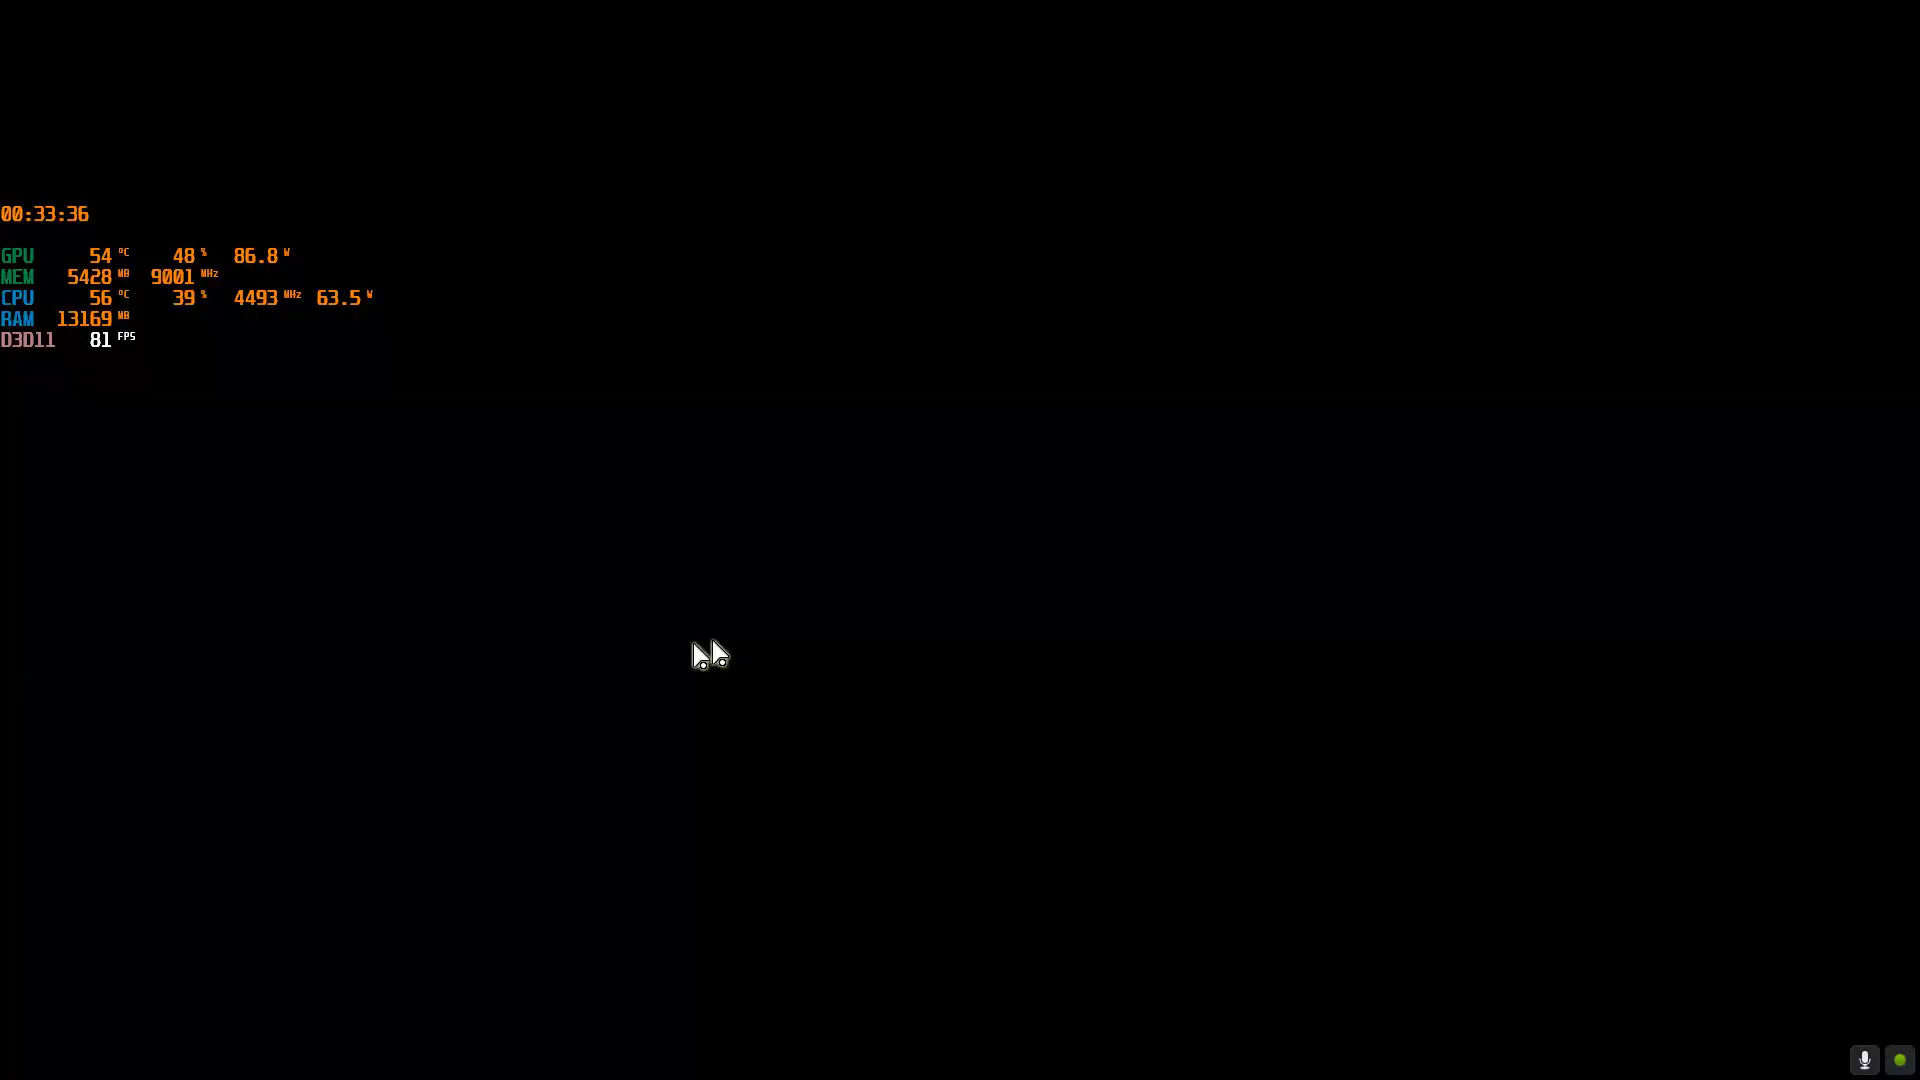 00:33:36
GPU 54 °C 48 % 86.8 W
MEM 5428 MB 9001 MHz
CPU 56 °C 39 % 4493 MHz 63.5 W
RAM 13169 MB
D3D11 81 FPS